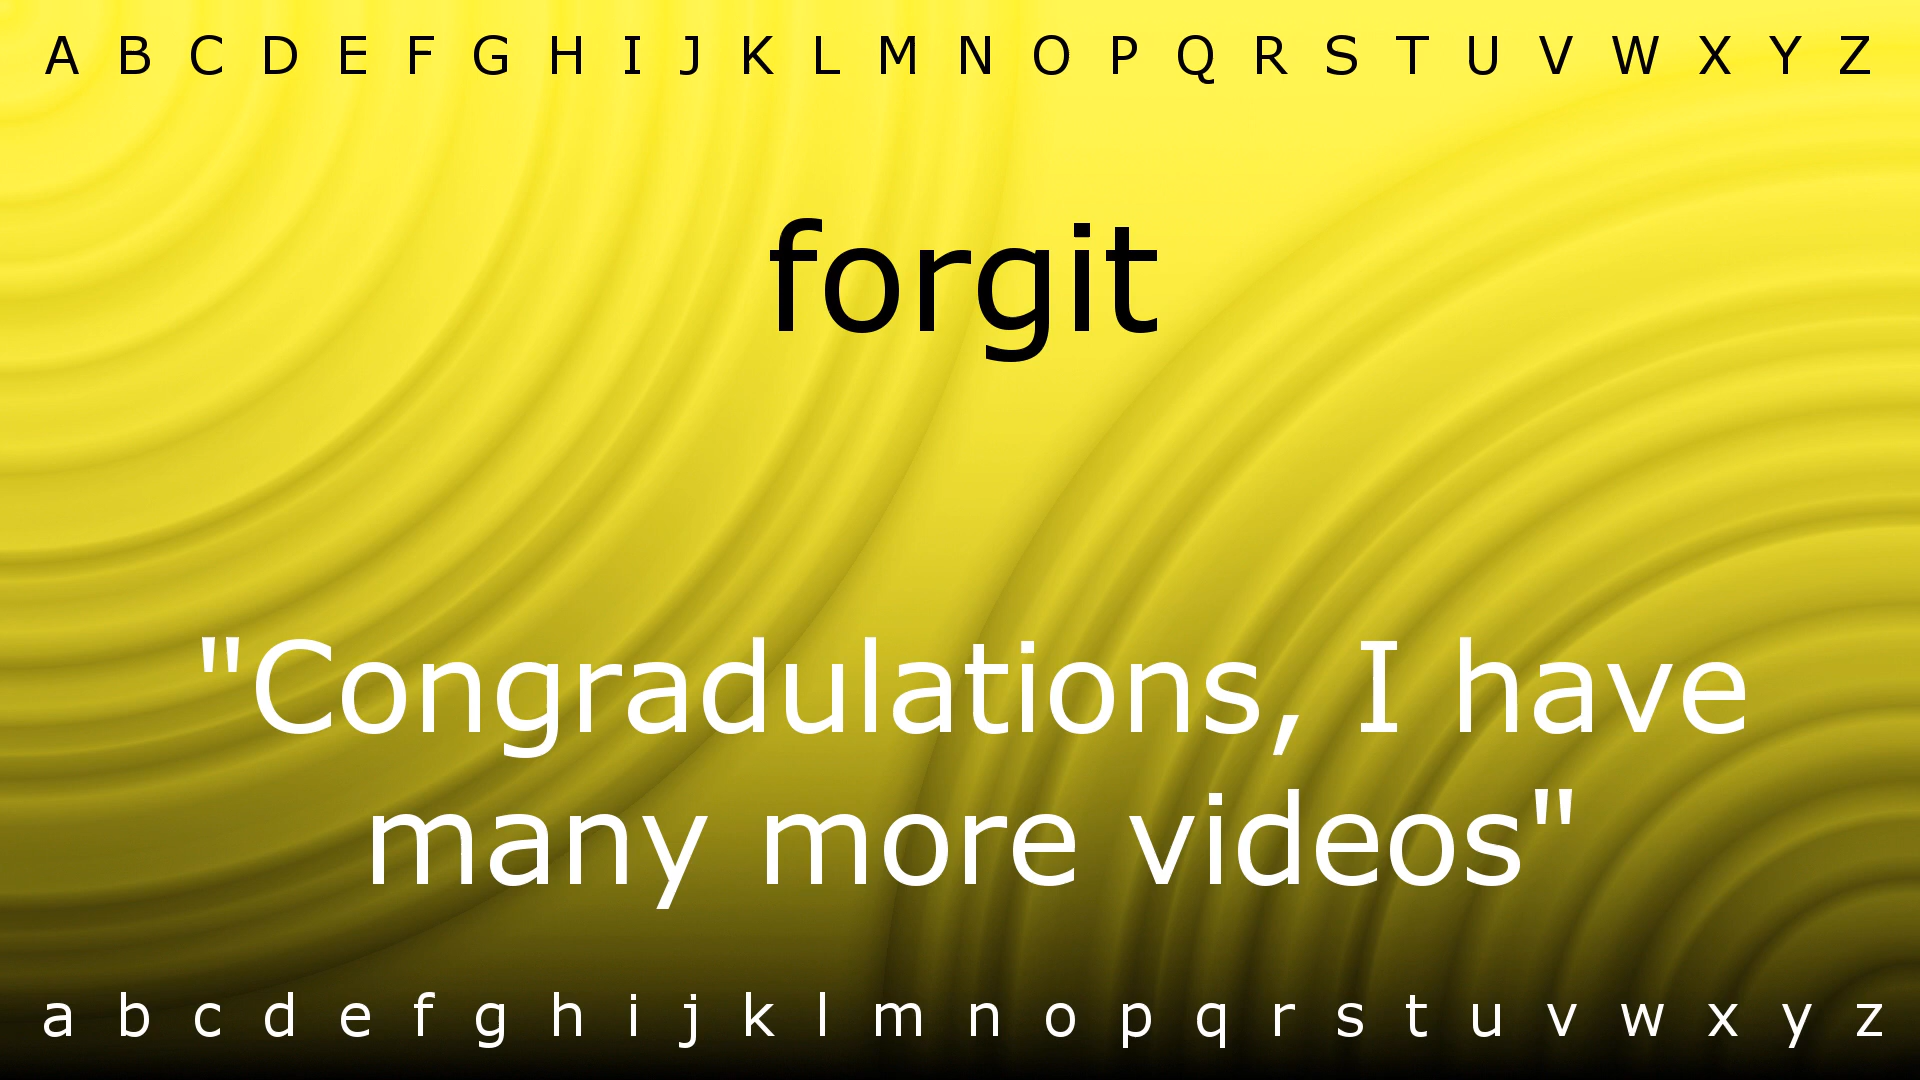 A B C D E F G H I J K L M N O P Q R S T U V W X Y Z
forgit
"Congradulations, I have
many more videos"
a b c d e f g h i j k l m n o p q r s t u v w x y z